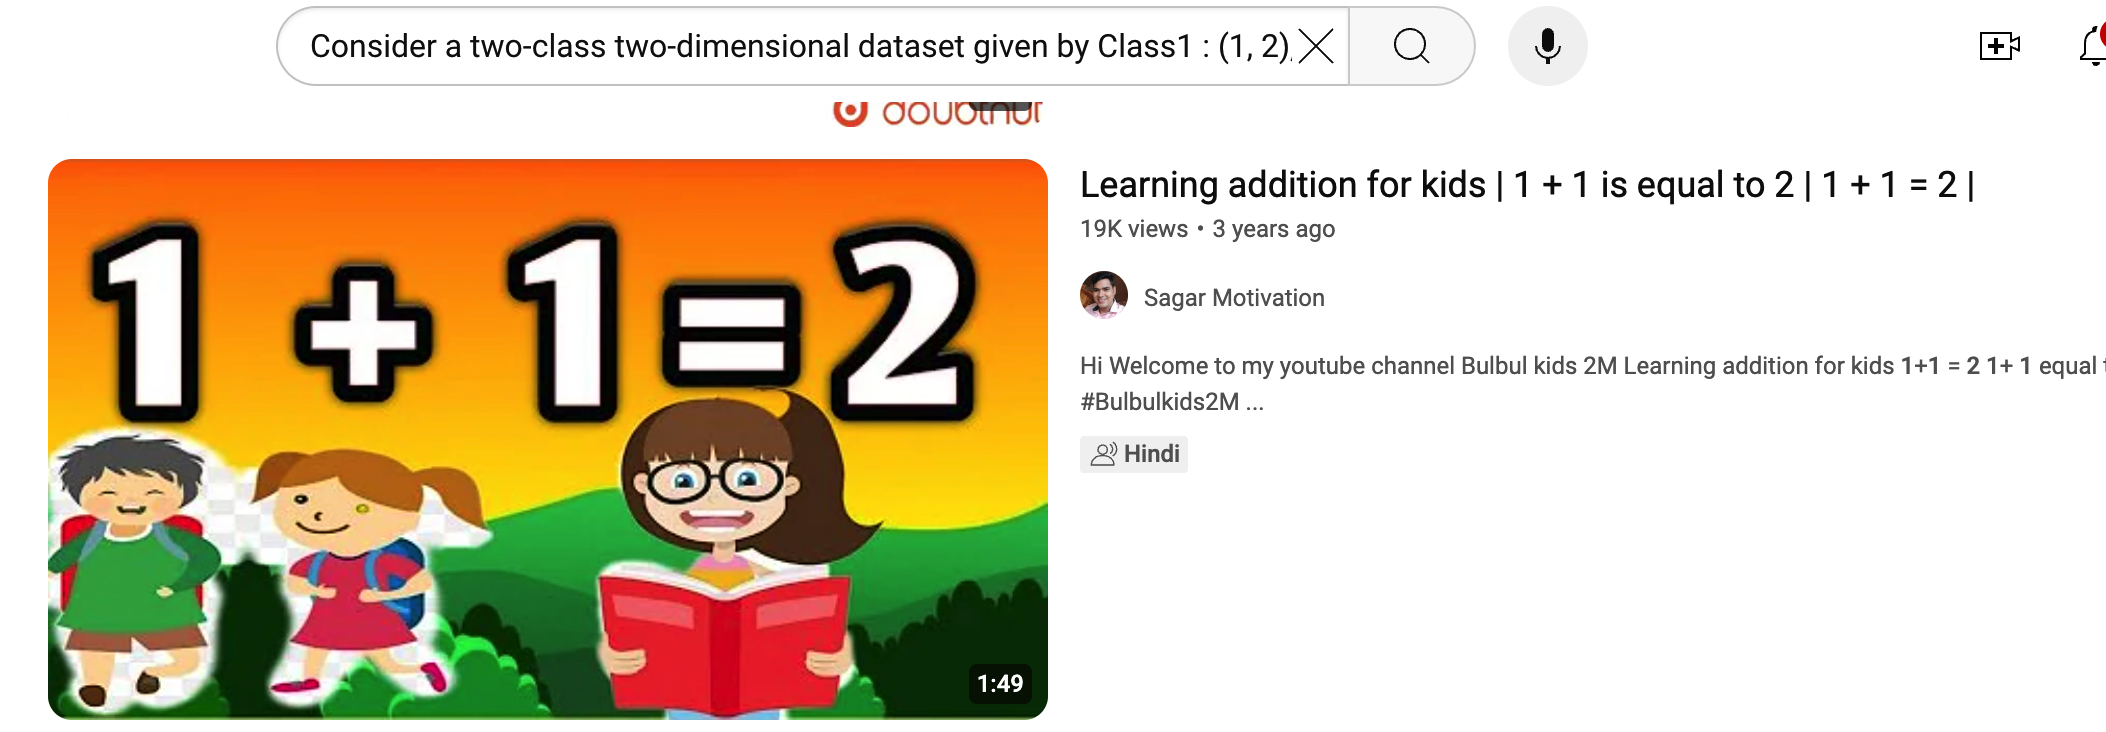 Consider a two-class two-dimensional dataset given by Class1 : (1, 2),
doubtnut
1 + 1 = 2
1:49
Learning addition for kids | 1 + 1 is equal to 2 | 1 + 1 = 2 |
19K views • 3 years ago
Sagar Motivation
Hi Welcome to my youtube channel Bulbul kids 2M Learning addition for kids 1+1 = 2 1+ 1 equal
#Bulbulkids2M ...
Hindi